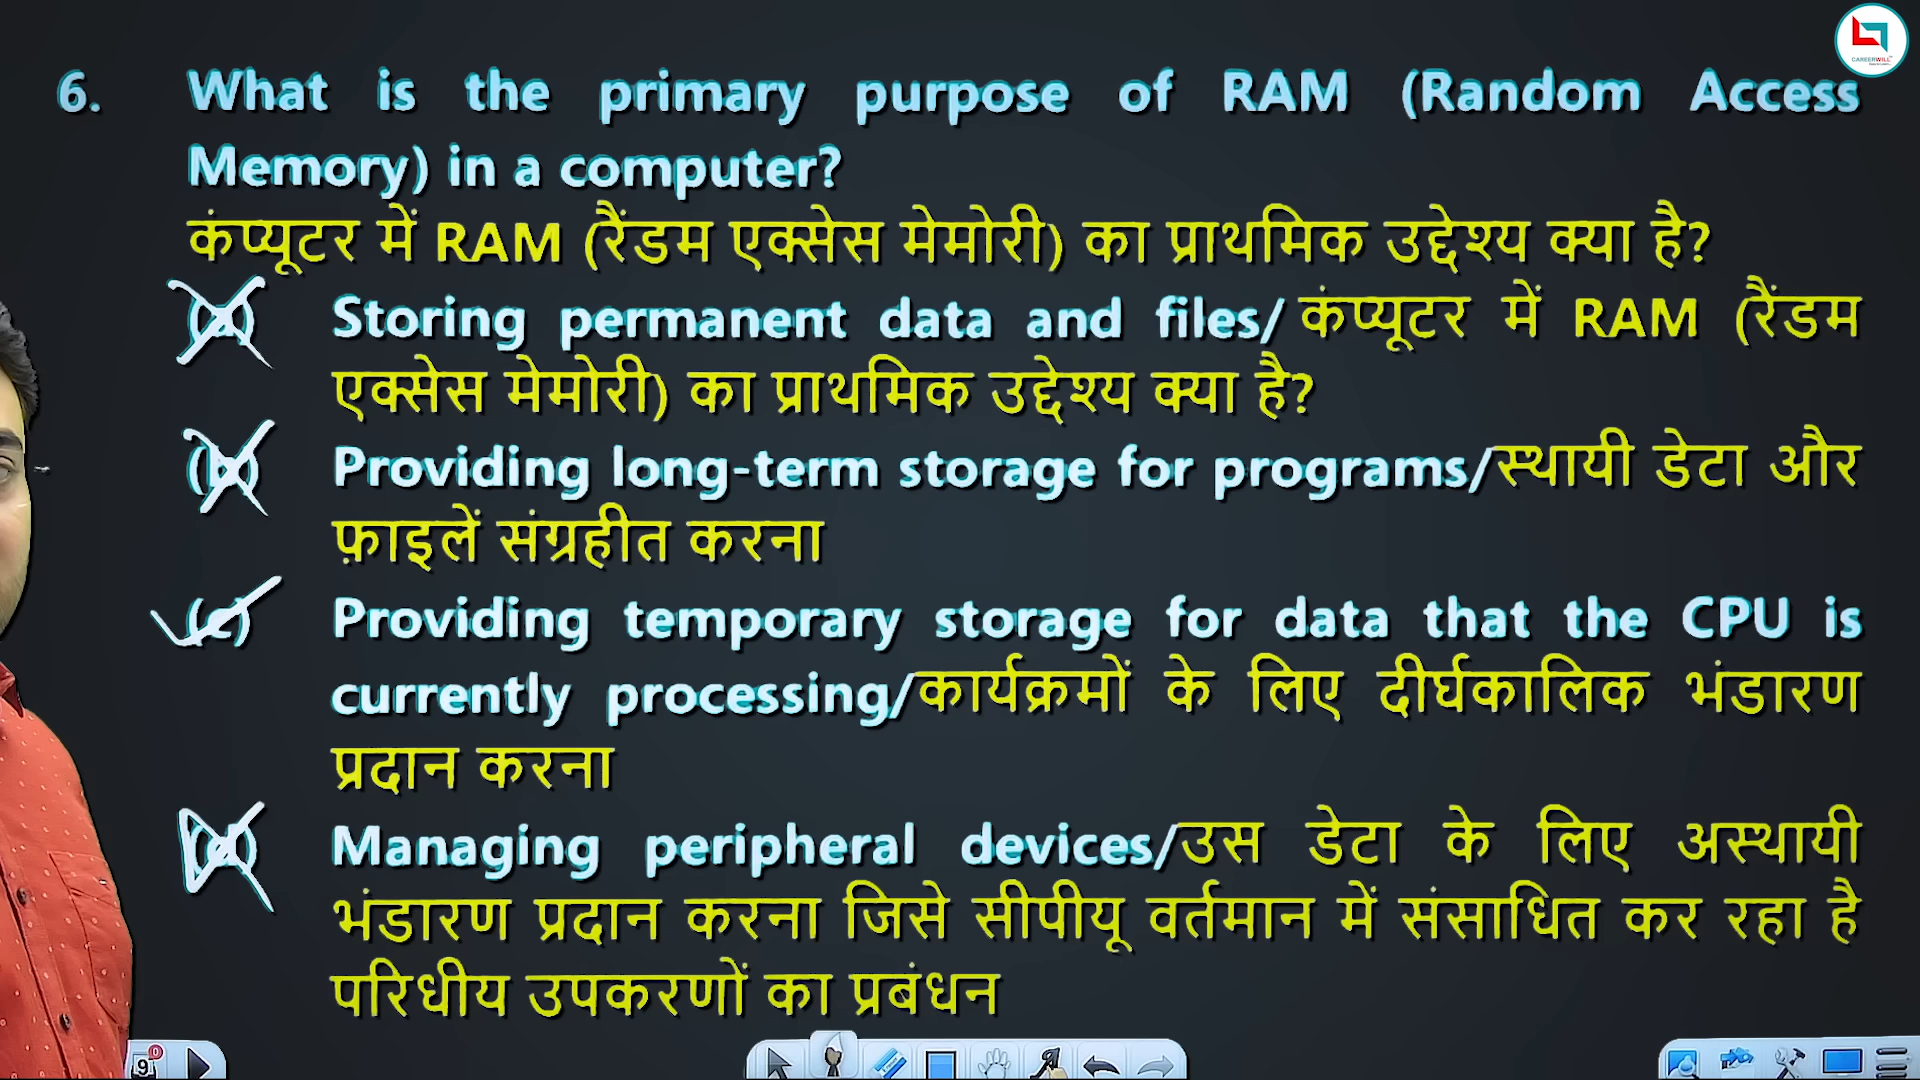 CAREERWILL
6. What is the primary purpose of RAM (Random Access
Memory) in a computer?
कंप्यूटर में RAM (रैंडम एक्सेस मेमोरी) का प्राथमिक उद्देश्य क्या है?
Storing permanent data and files/कंप्यूटर में RAM (रैंडम
एक्सेस मेमोरी) का प्राथमिक उद्देश्य क्या है?
(b) Providing long-term storage for programs/स्थायी डेटा और
फ़ाइलें संग्रहीत करना
(c) Providing temporary storage for data that the CPU is
currently processing/कार्यक्रमों के लिए दीर्घकालिक भंडारण
प्रदान करना
Managing peripheral devices/उस डेटा के लिए अस्थायी
भंडारण प्रदान करना जिसे सीपीयू वर्तमान में संसाधित कर रहा है
परिधीय उपकरणों का प्रबंधन